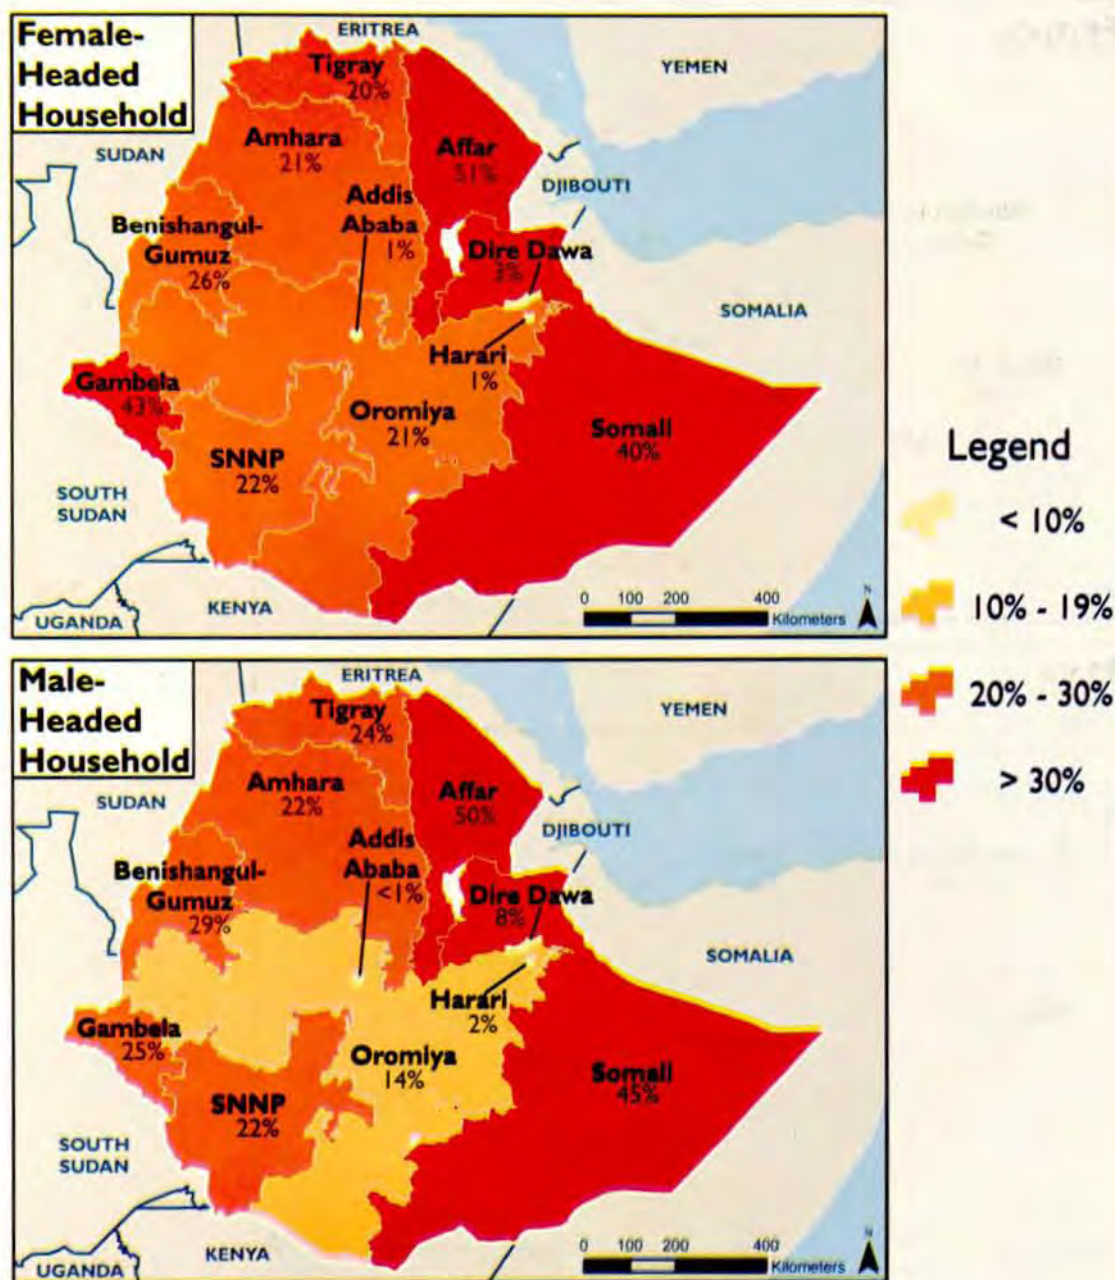 Female-
Headed
Household
ERITREA
YEMEN
Tigray
20%
SUDAN
Amhara
21%
Affar
51%
DJIBOUTI
Addis
Ababa
1%
Benishangul-
Gumuz
26%
Dire Dawa
SOMALIA
Harari
1%
Gambela
43%
Oromiya
21%
Somali
40%
SNNP
22%
SOUTH
SUDAN
KENYA
UGANDA
0 100 200 400
Kilometers
N
Legend
< 10%
10% - 19%
20% - 30%
> 30%
Male-
Headed
Household
ERITREA
YEMEN
Tigray
24%
SUDAN
Amhara
22%
Affar
50%
DJIBOUTI
Addis
Ababa
<1%
Benishangul-
Gumuz
29%
Dire Dawa
8%
SOMALIA
Harari
2%
Gambela
25%
Oromiya
14%
Somali
45%
SNNP
22%
SOUTH
SUDAN
KENYA
UGANDA
0 100 200 400
Kilometers
N